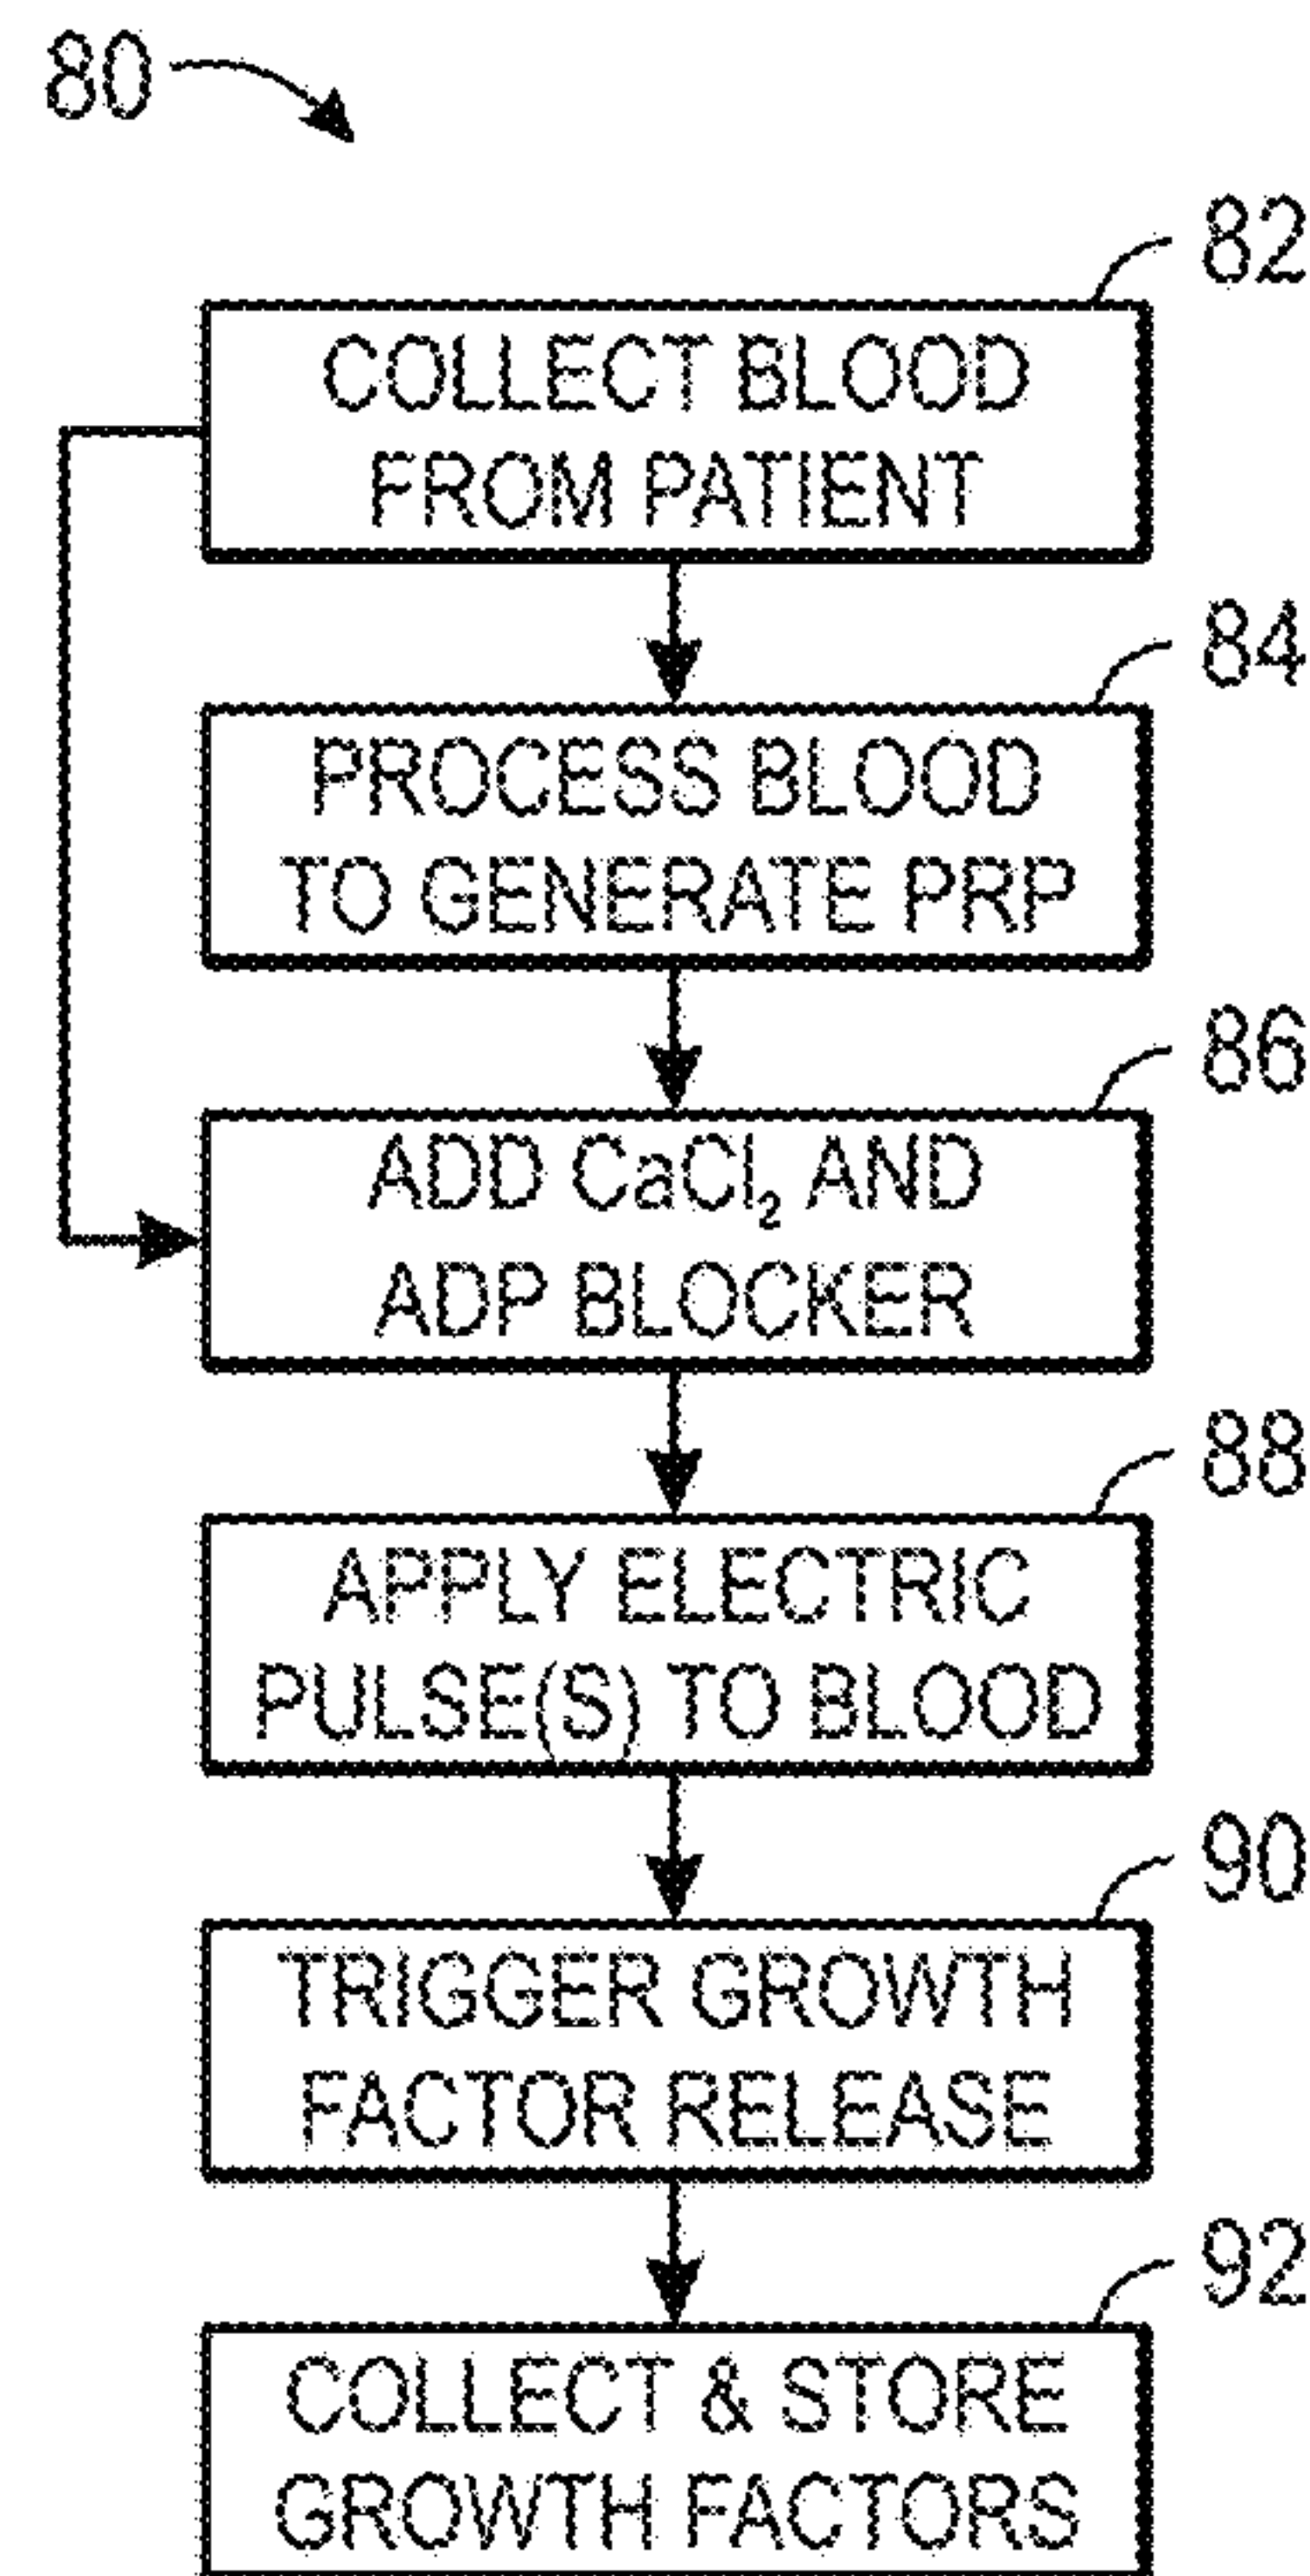 80
82
COLLECT BLOOD
FROM PATIENT
84
PROCESS BLOOD
TO GENERATE PRP
86
ADD CaCl₂ AND
ADP BLOCKER
88
APPLY ELECTRIC
PULSE(S) TO BLOOD
90
TRIGGER GROWTH
FACTOR RELEASE
92
COLLECT & STORE
GROWTH FACTORS